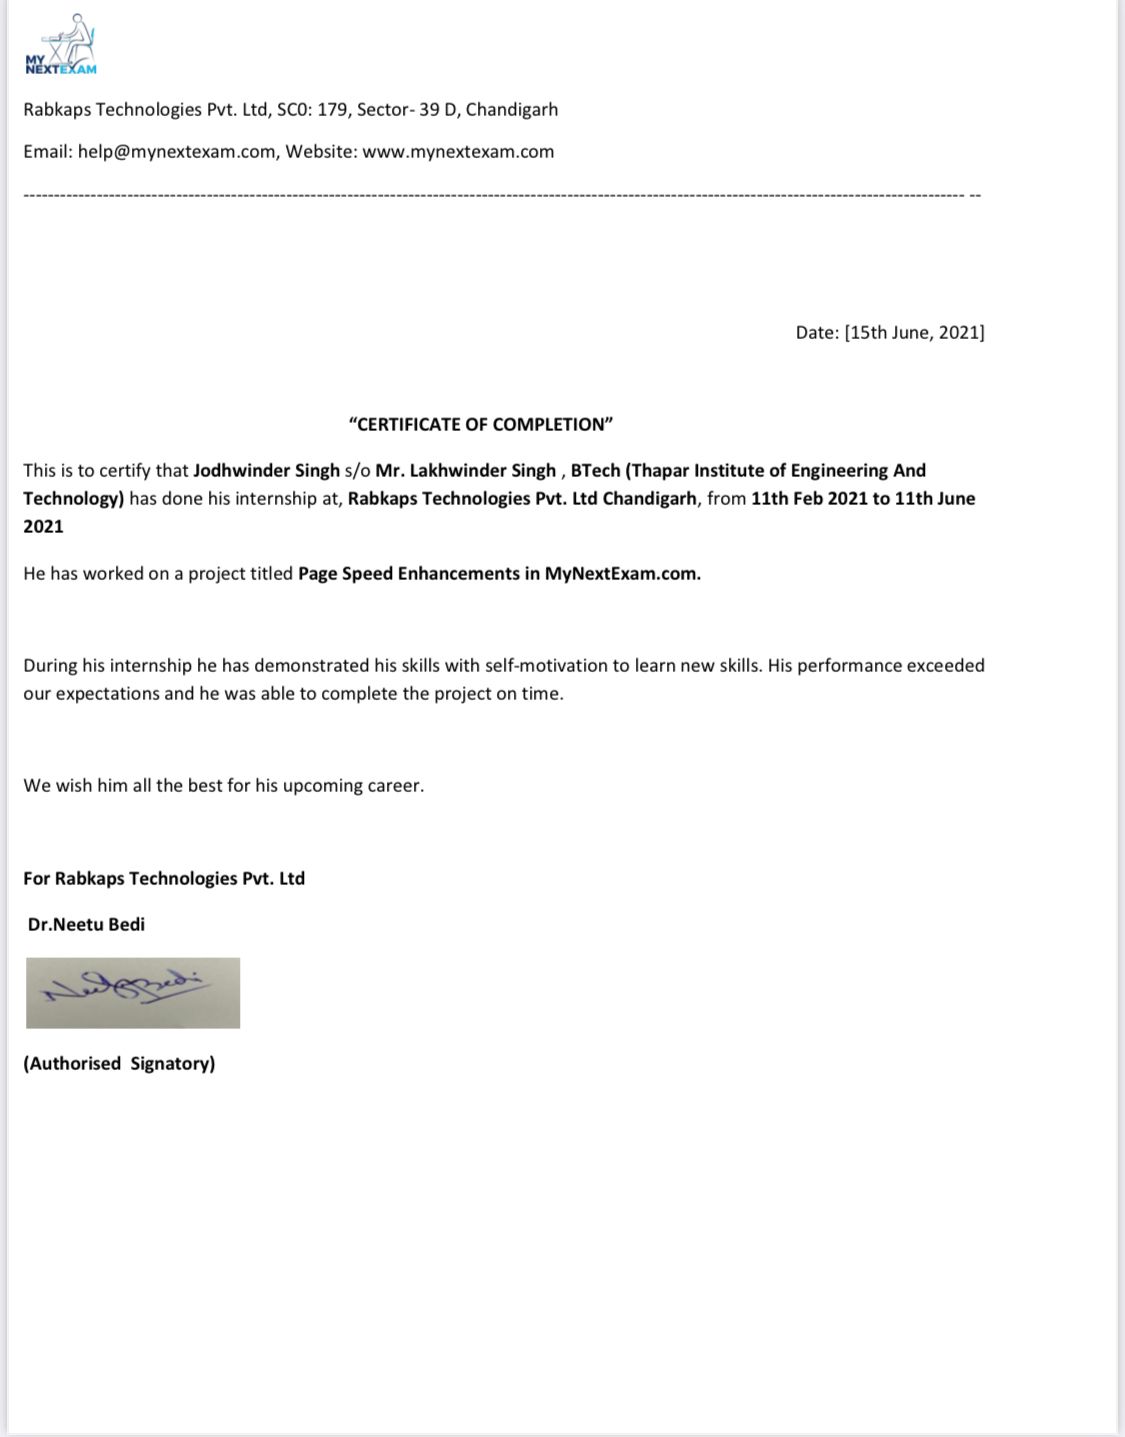 MY
NEXTEXAM
Rabkaps Technologies Pvt. Ltd, SC0: 179, Sector- 39 D, Chandigarh
Email: help@mynextexam.com, Website: www.mynextexam.com
Date: [15th June, 2021]
“CERTIFICATE OF COMPLETION”
This is to certify that Jodhwinder Singh s/o Mr. Lakhwinder Singh , BTech (Thapar Institute of Engineering And
Technology) has done his internship at, Rabkaps Technologies Pvt. Ltd Chandigarh, from 11th Feb 2021 to 11th June
2021
He has worked on a project titled Page Speed Enhancements in MyNextExam.com.
During his internship he has demonstrated his skills with self-motivation to learn new skills. His performance exceeded
our expectations and he was able to complete the project on time.
We wish him all the best for his upcoming career.
For Rabkaps Technologies Pvt. Ltd
Dr.Neetu Bedi
Neetu Bedi
(Authorised Signatory)